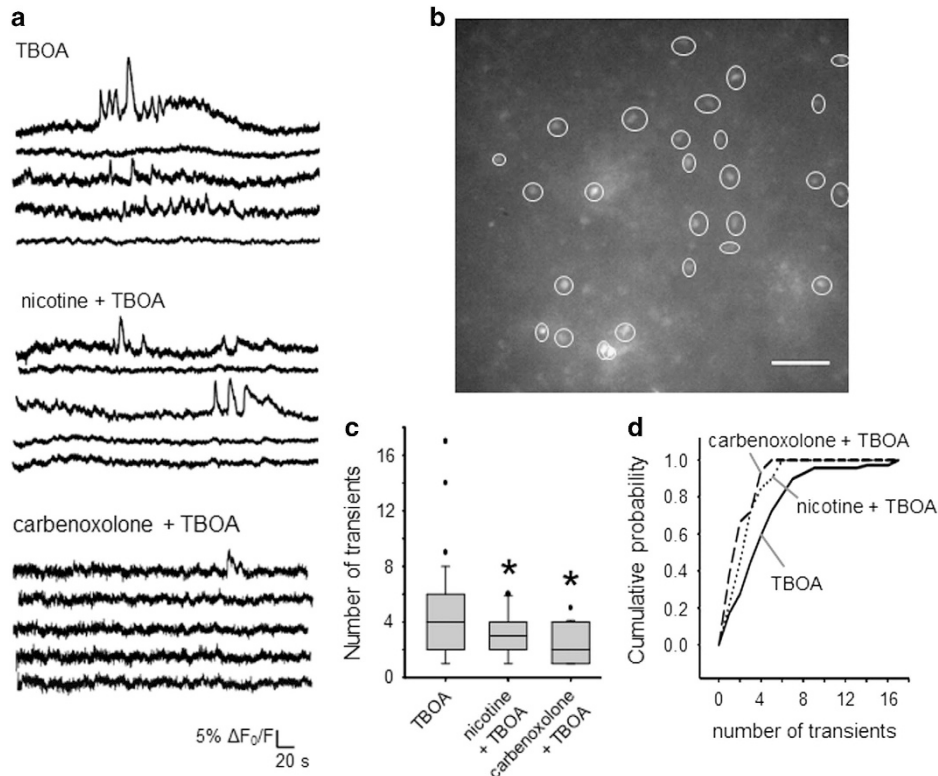 a
TBOA
nicotine + TBOA
carbenoxolone + TBOA
5% ΔF₀/F
20 s
b
c
Number of transients
16
12
8
4
0
*
*
TBOA
nicotine
+ TBOA
carbenoxolone
+ TBOA
d
carbenoxolone + TBOA
Cumulative probability
1.0
0.8
0.6
0.4
0.2
0.0
nicotine + TBOA
TBOA
0 4 8 12 16
number of transients